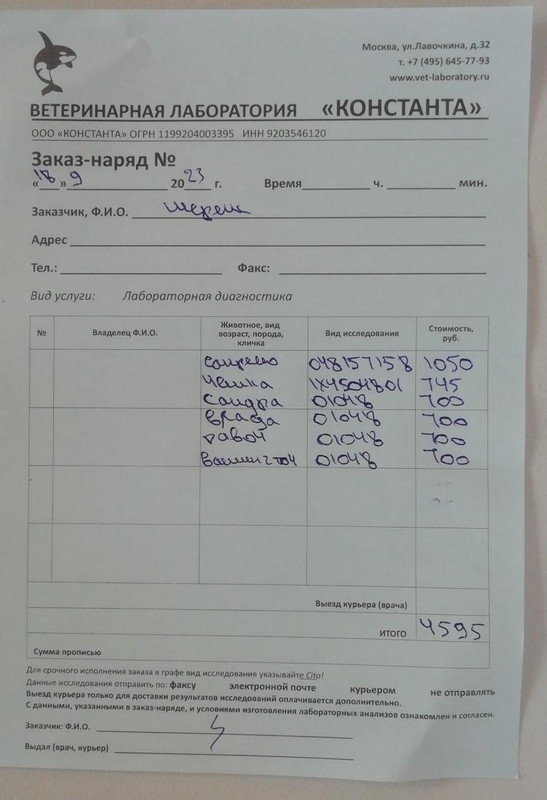 Москва, ул.Лавочкина, д.32
т. +7 (495) 645-77-93
www.vet-laboratory.ru
ВЕТЕРИНАРНАЯ ЛАБОРАТОРИЯ «КОНСТАНТА»
ООО «КОНСТАНТА» ОГРН 1199204003395 ИНН 9203546120
Заказ-наряд №
«18» 9 2023 г. Время ч. мин.
Заказчик, Ф.И.О.
Адрес
Тел.: Факс:
Вид услуги: Лабораторная диагностика
№ Владелец Ф.И.О. Животное, вид возраст, порода, кличка Вид исследования Стоимость, руб.
048157158 1050
745
Сандра 01048 700
01048 700
01048 700
01048 700
Выезд курьера (врача)
итого 4595
Сумма прописью
Для срочного исполнения заказа в графе вид исследования указывайте Cito!
Данные исследования отправить по: факсу электронной почте курьером не отправлять
Выезд курьера только для доставки результатов исследований оплачивается дополнительно.
С данными, указанными в заказ-наряде, и условиями изготовления лабораторных анализов ознакомлен и согласен.
Заказчик: Ф.И.О.
Выдал (врач, курьер)